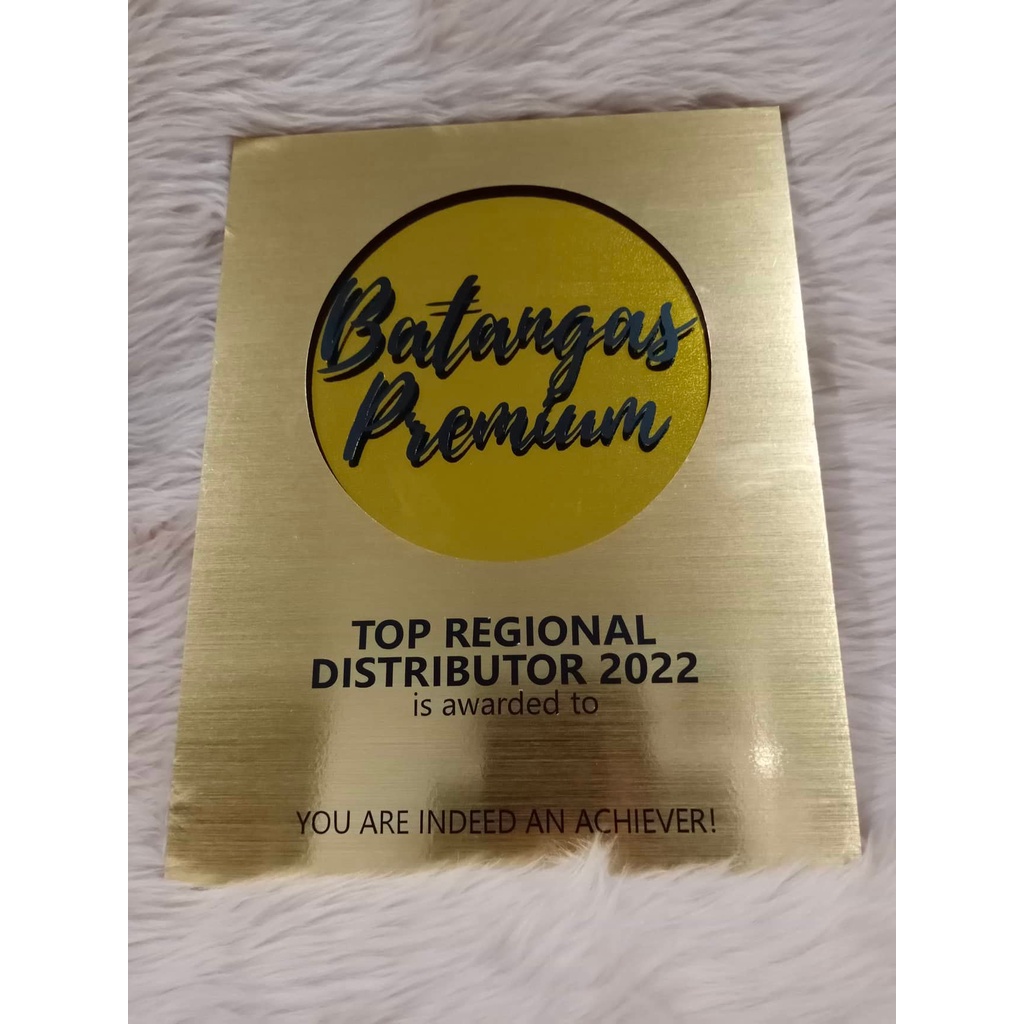 Batangas
Premium
TOP REGIONAL
DISTRIBUTOR 2022
is awarded to
YOU ARE INDEED AN ACHIEVER!